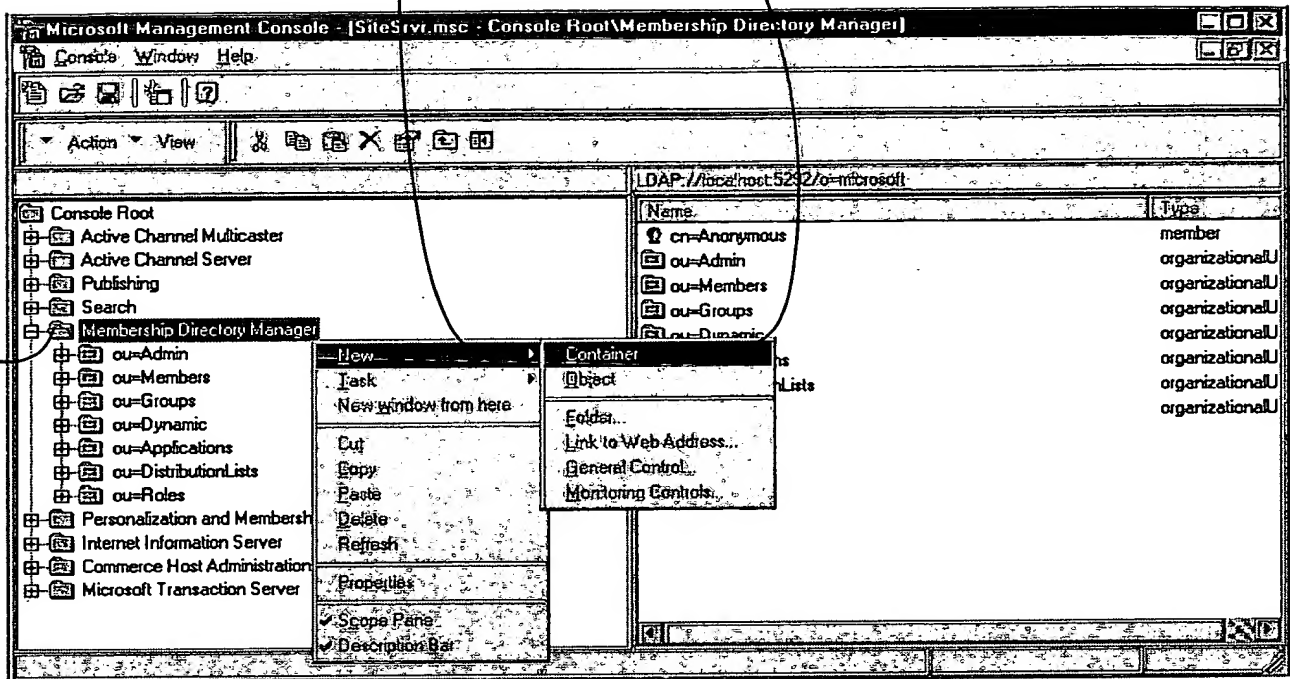 Microsoft Management Console - [SiteSrvr.msc - Console Root\Membership Directory Manager]
Console Window Help
Action View
LDAP://localhost:5292/o=microsoft
Console Root
Active Channel Multicaster
Active Channel Server
Publishing
Search
Membership Directory Manager
ou=Admin
ou=Members
ou=Groups
ou=Dynamic
ou=Applications
ou=DistributionLists
ou=Roles
Personalization and Membersh
Internet Information Server
Commerce Host Administration
Microsoft Transaction Server
New
Task
New window from here
Cut
Copy
Paste
Delete
Refresh
Properties
Scope Pane
Description Bar
Container
Object
Folder...
Link to Web Address...
General Control...
Monitoring Controls...
Name Type
cn=Anonymous member
ou=Admin organizationalU
ou=Members organizationalU
ou=Groups organizationalU
ou=Dynamic organizationalU
ns organizationalU
nLists organizationalU
organizationalU